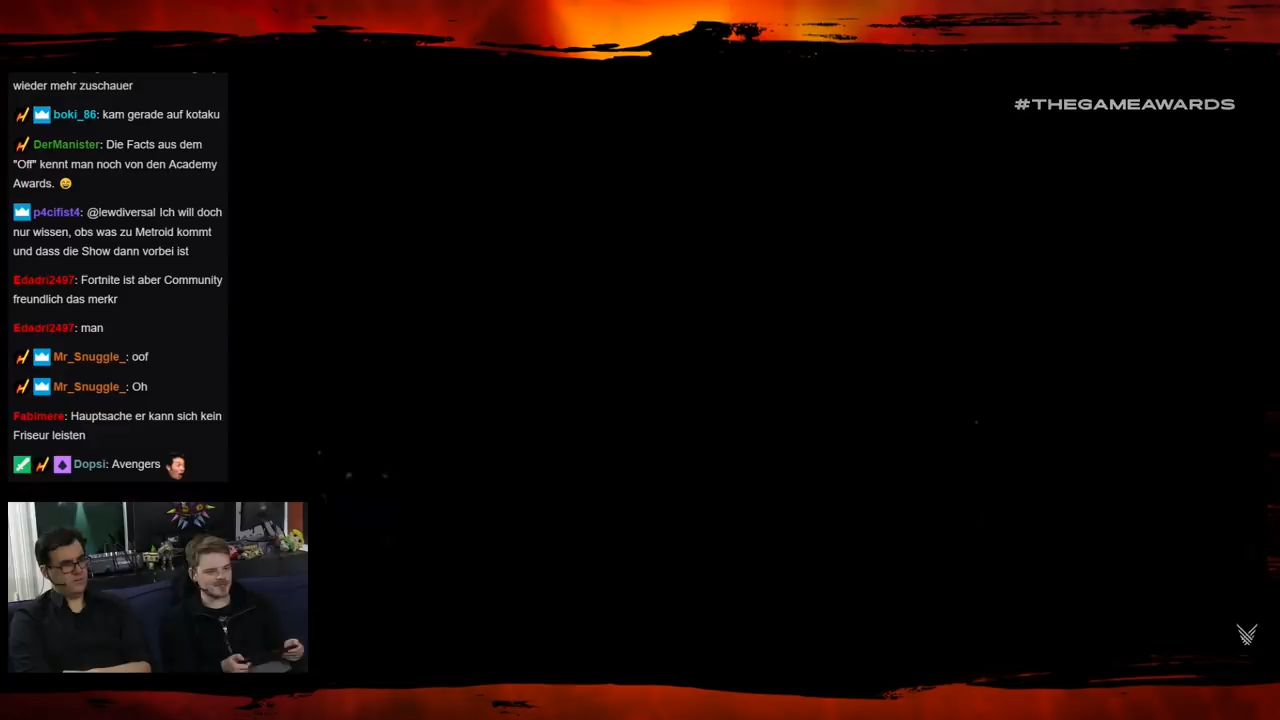 wieder mehr zuschauer
boki_86: kam gerade auf kotaku
DerManister: Die Facts aus dem
"Off" kennt man noch von den Academy
Awards.
p4cifist4: @lewdiversal Ich will doch
nur wissen, obs was zu Metroid kommt
und dass die Show dann vorbei ist
Edadri2497: Fortnite ist aber Community
freundlich das merkr
Edadri2497: man
Mr_Snuggle_: oof
Mr_Snuggle_: Oh
Fabimere: Hauptsache er kann sich kein
Friseur leisten
Dopsi: Avengers
#THEGAMEAWARDS